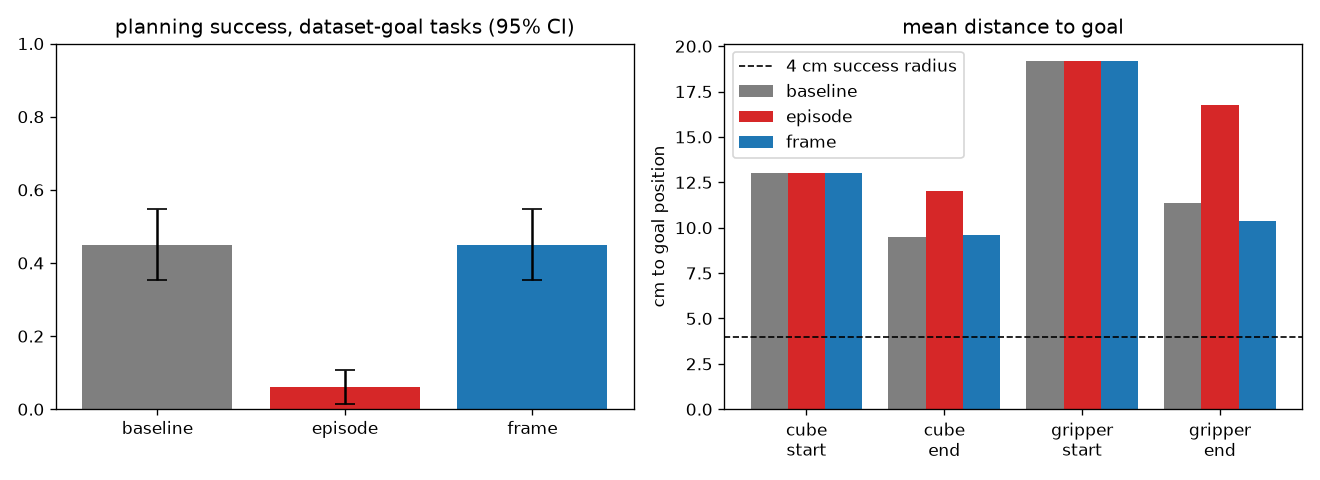 planning success, dataset-goal tasks (95% CI)
1.0
0.8
0.6
0.4
0.2
0.0
baseline
episode
frame
mean distance to goal
cm to goal position
20.0
17.5
15.0
12.5
10.0
7.5
5.0
2.5
0.0
4 cm success radius
baseline
episode
frame
cube
start
cube
end
gripper
start
gripper
end